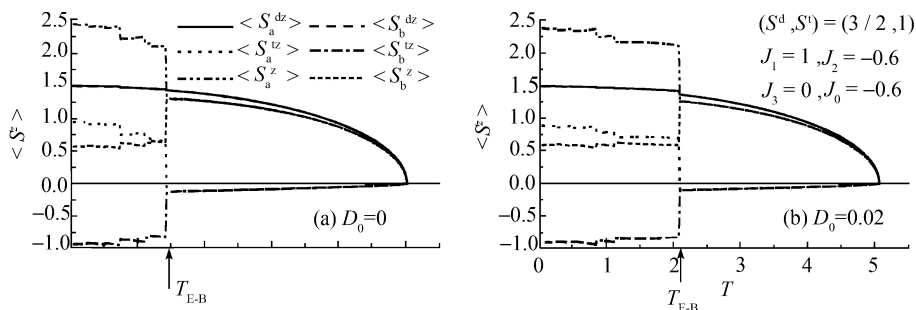 2.5
2.0
1.5
1.0
0.5
0.0
−0.5
−1.0
< S^z >
< S_a^dz >
< S_b^dz >
< S_a^tz >
< S_b^tz >
< S_a^z >
< S_b^z >
(a) D_0=0
T_E-B
2.5
2.0
1.5
1.0
0.5
0.0
−0.5
−1.0
< S^z >
(S^d ,S^t) = (3 / 2 ,1)
J_1 = 1 ,J_2 = −0.6
J_3 = 0 ,J_0 = −0.6
(b) D_0=0.02
0 1 2 3 4 5
T_E-B
T